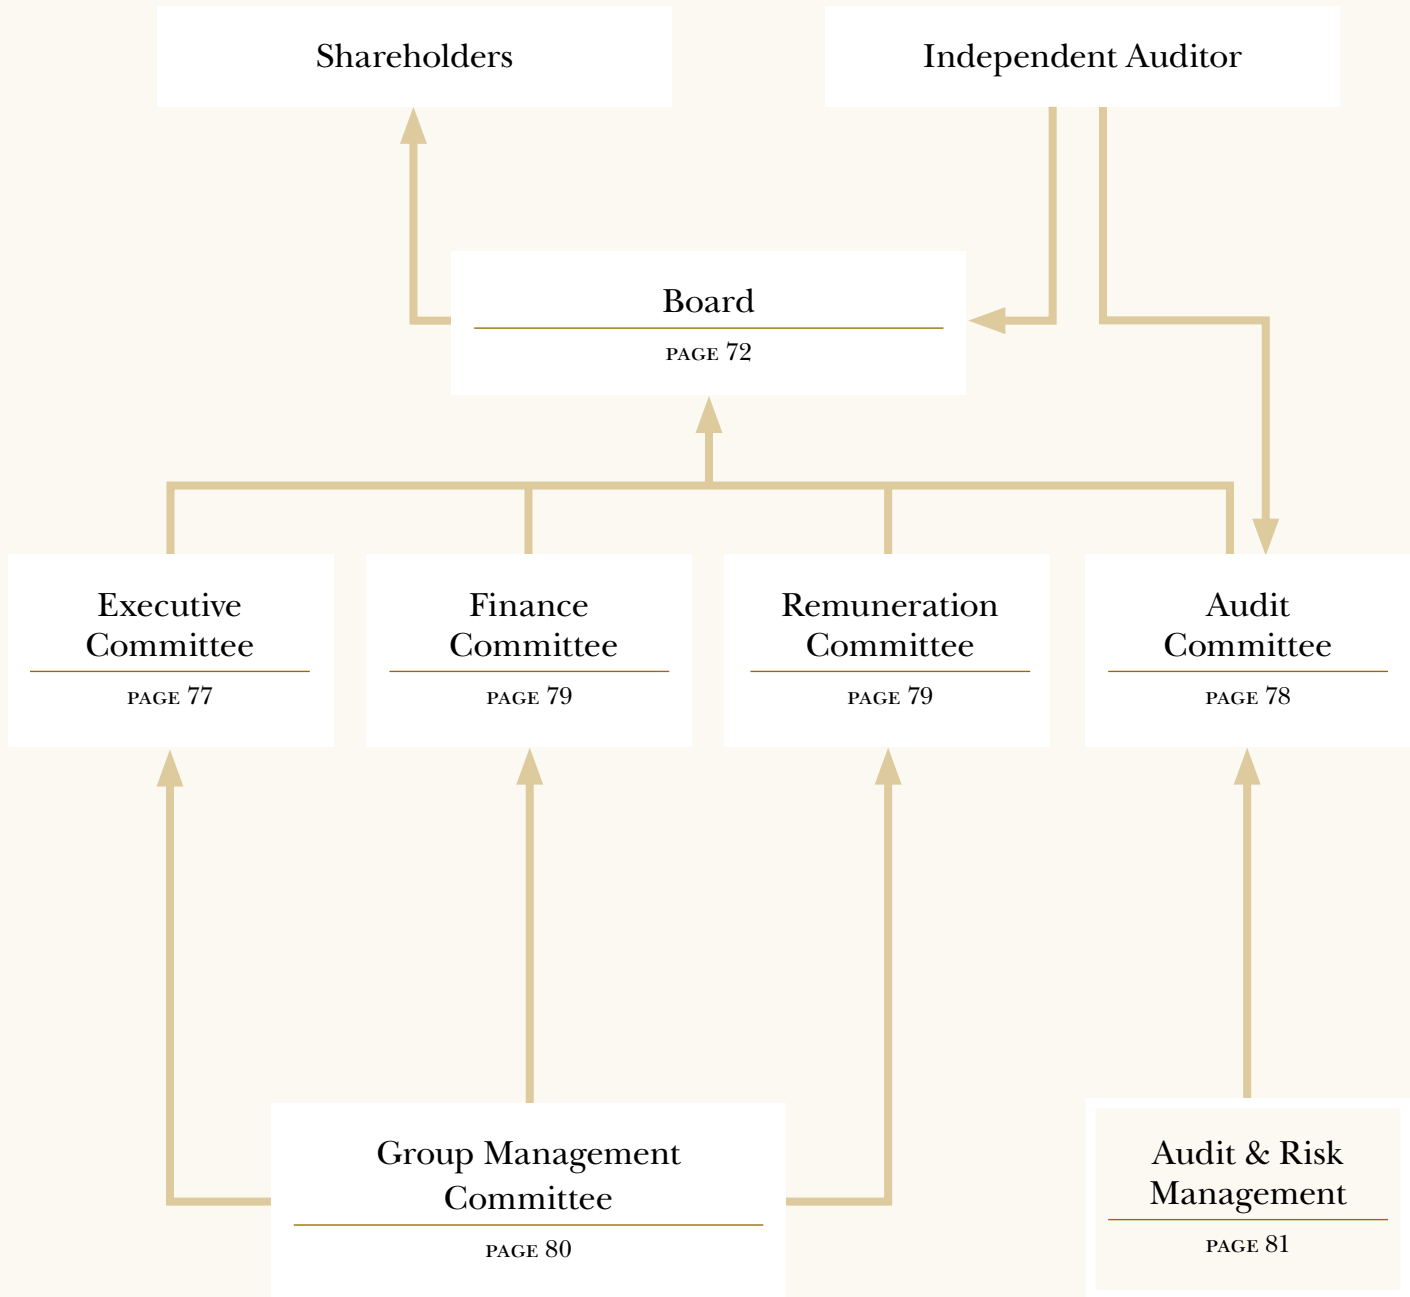 Shareholders
Independent Auditor
Board
PAGE 72
Executive
Committee
PAGE 77
Finance
Committee
PAGE 79
Remuneration
Committee
PAGE 79
Audit
Committee
PAGE 78
Group Management
Committee
PAGE 80
Audit & Risk
Management
PAGE 81